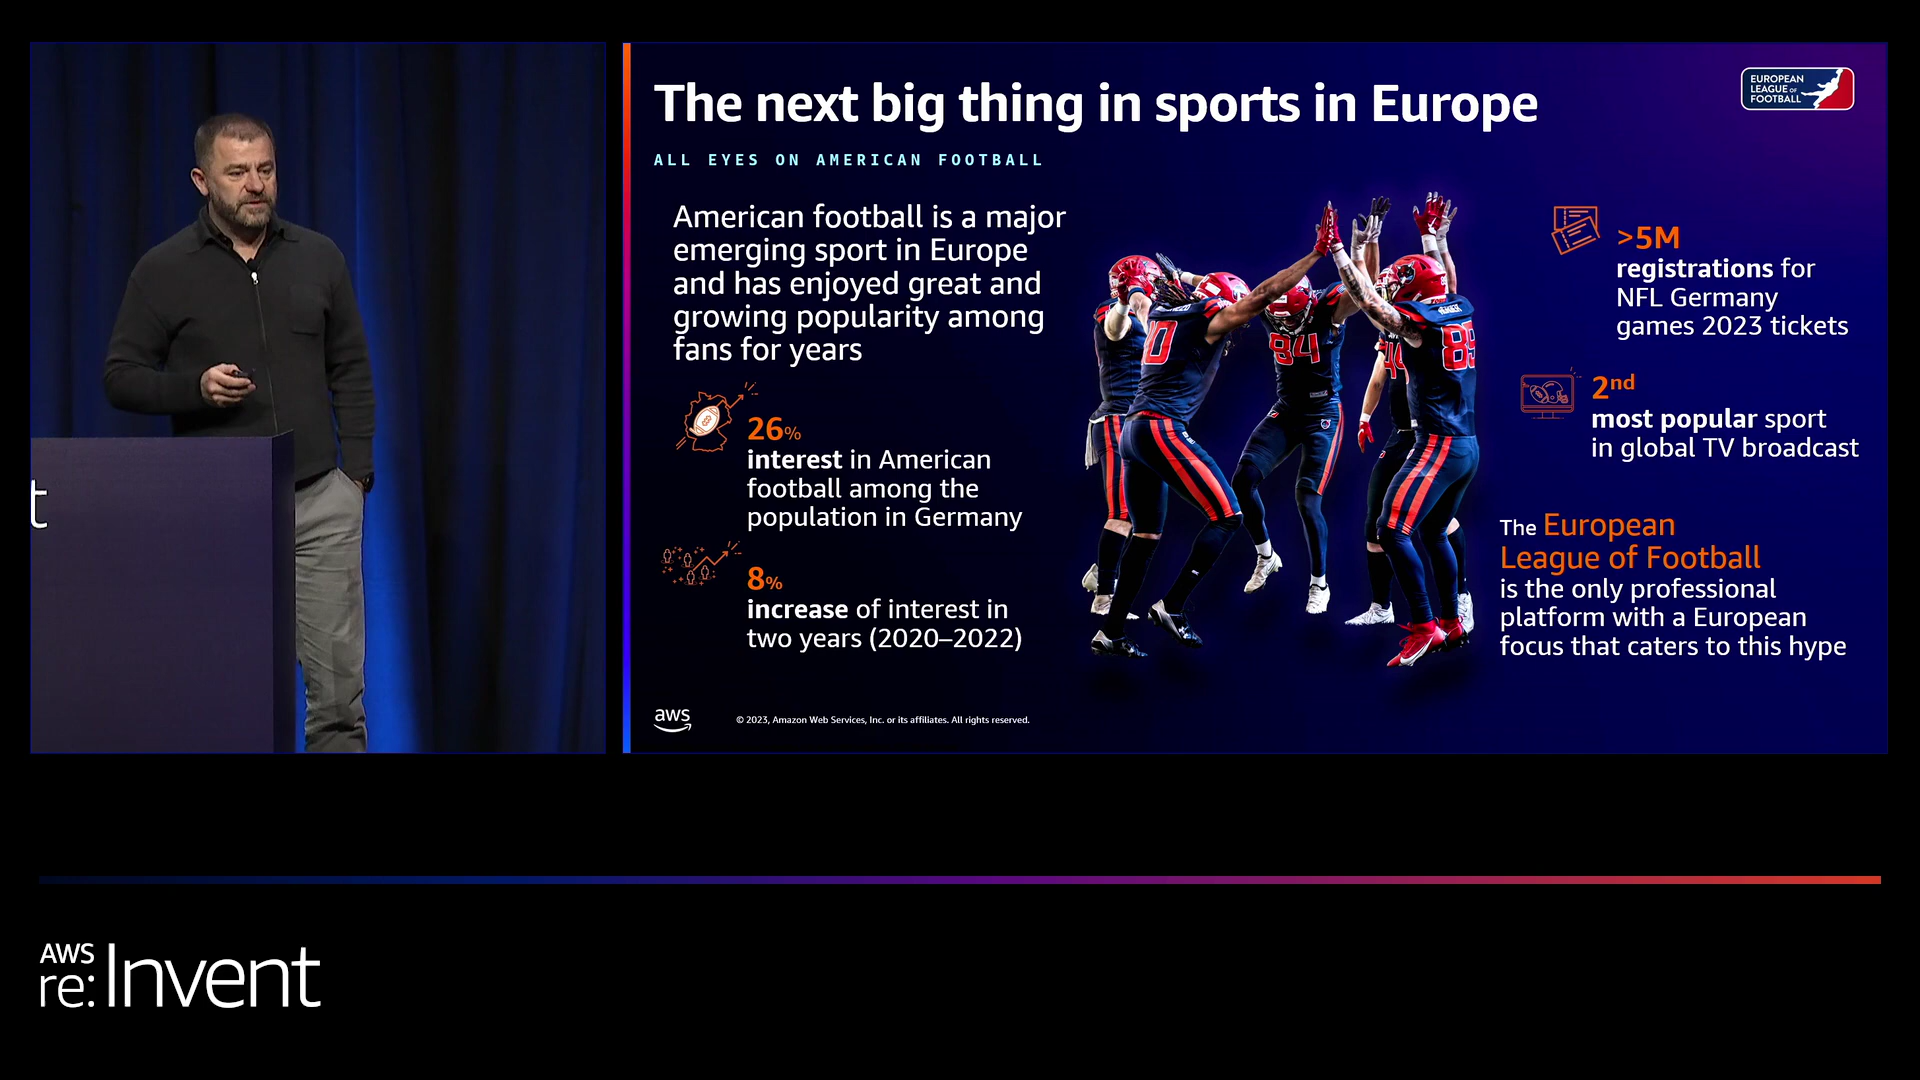 t
The next big thing in sports in Europe
EUROPEAN
LEAGUE OF
FOOTBALL
ALL EYES ON AMERICAN FOOTBALL
American football is a major
emerging sport in Europe
and has enjoyed great and
growing popularity among
fans for years
26%
interest in American
football among the
population in Germany
8%
increase of interest in
two years (2020–2022)
84
89
>5M
registrations for
NFL Germany
games 2023 tickets
2nd
most popular sport
in global TV broadcast
The European
League of Football
is the only professional
platform with a European
focus that caters to this hype
aws
© 2023, Amazon Web Services, Inc. or its affiliates. All rights reserved.
AWS
re:Invent